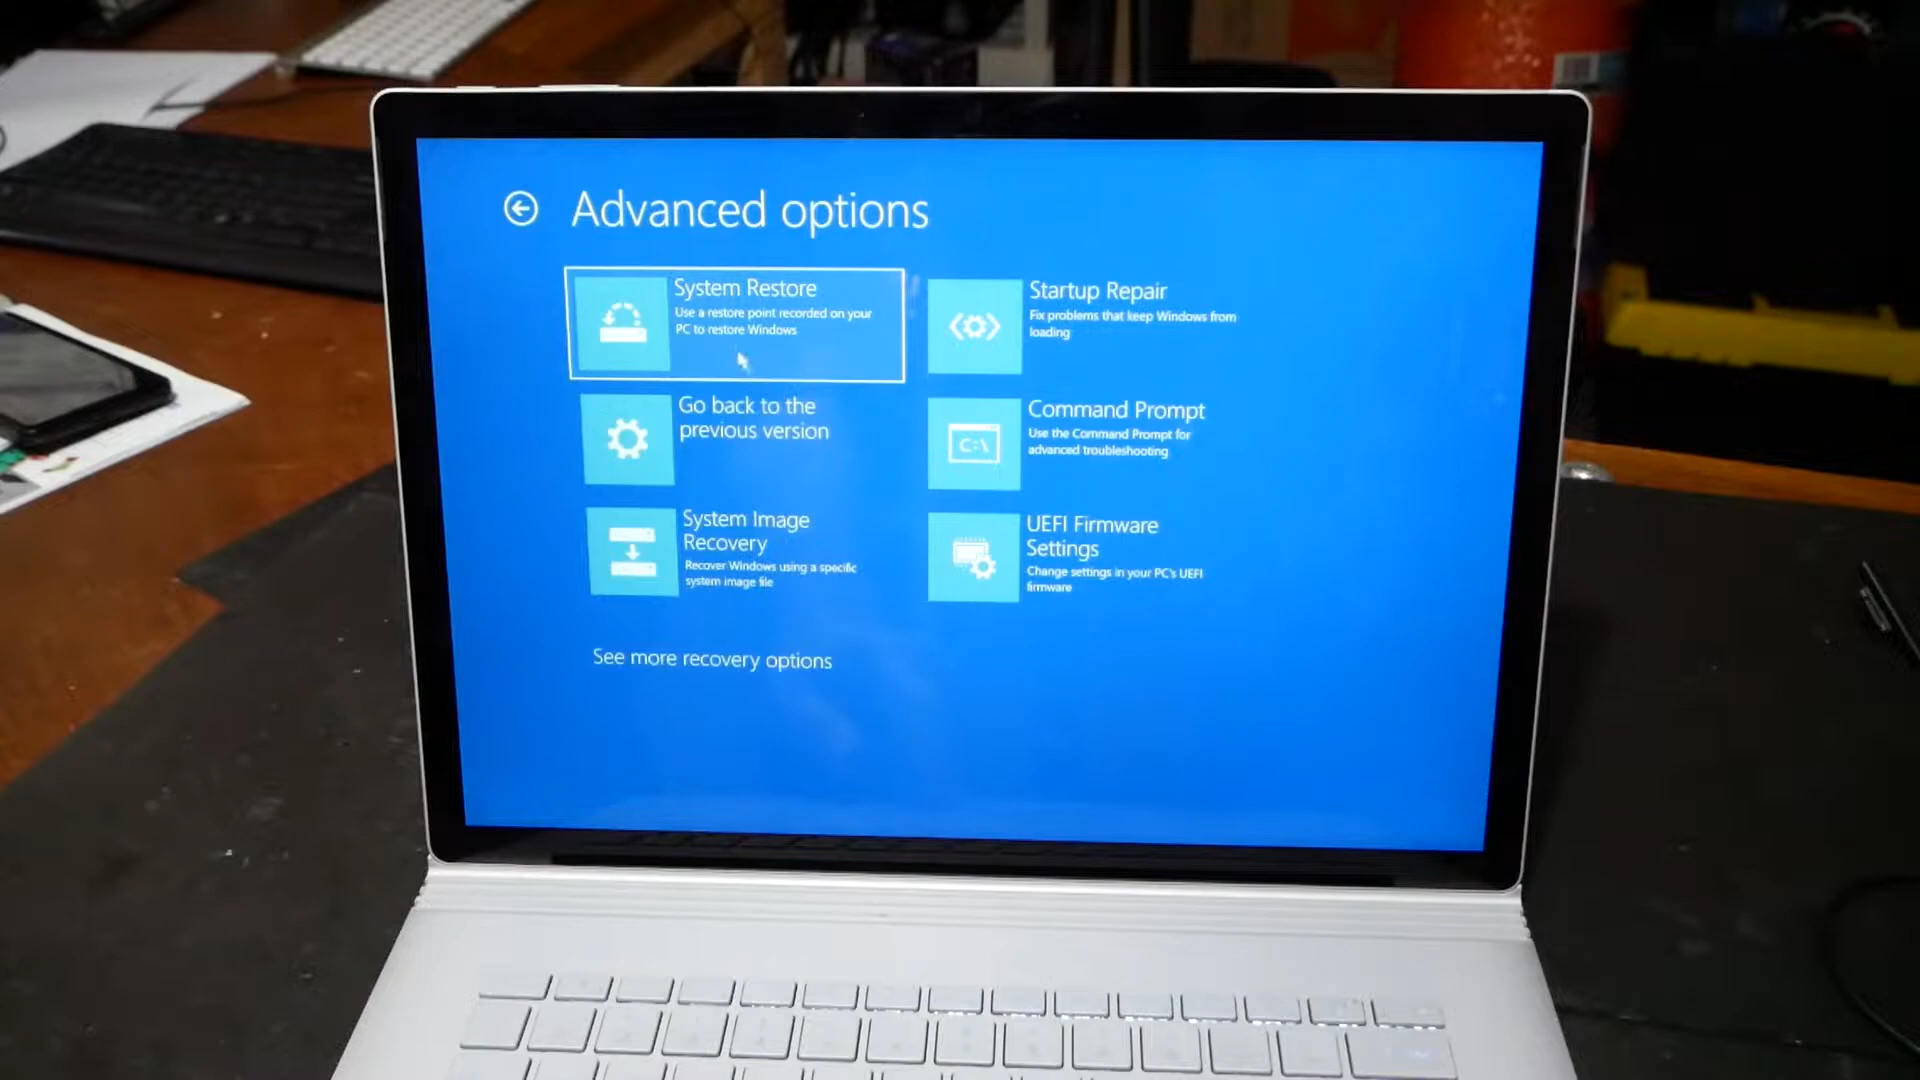 Advanced options
System Restore
Use a restore point recorded on your
PC to restore Windows
Startup Repair
Fix problems that keep Windows from
loading
Go back to the
previous version
Command Prompt
Use the Command Prompt for
advanced troubleshooting
C:\
System Image
Recovery
Recover Windows using a specific
system image file
UEFI Firmware
Settings
Change settings in your PC's UEFI
firmware
See more recovery options